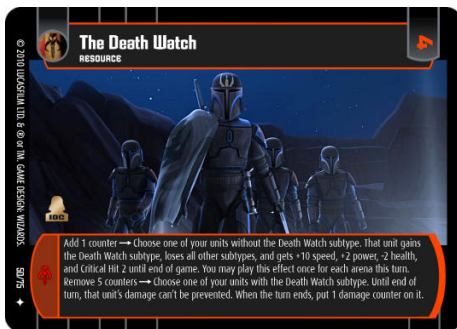 The Death Watch
RESOURCE
4
© 2010 LUCASFILM LTD. & ® or TM. GAME DESIGN: WIZARDS.
50/75
IDC
Add 1 counter → Choose one of your units without the Death Watch subtype. That unit gains
the Death Watch subtype, loses all other subtypes, and gets +10 speed, +2 power, -2 health,
and Critical Hit 2 until end of game. You may play this effect once for each arena this turn.
Remove 5 counters → Choose one of your units with the Death Watch subtype. Until end of
turn, that unit's damage can't be prevented. When the turn ends, put 1 damage counter on it.